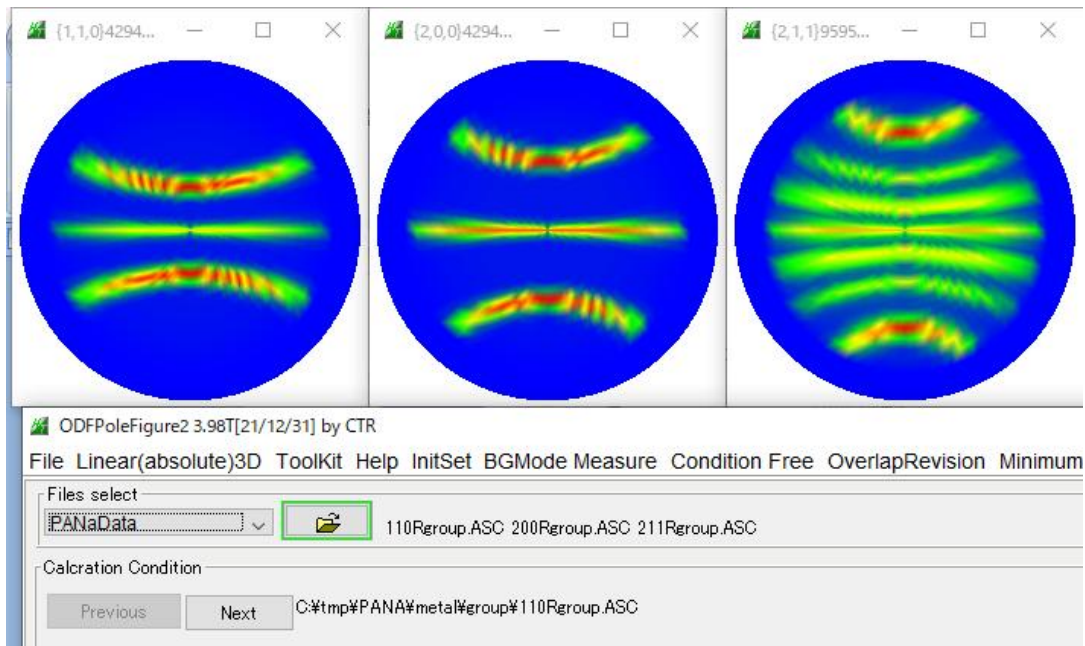 {1,1,0}4294...
{2,0,0}4294...
{2,1,1}9595...
ODFPoleFigure2 3.98T[21/12/31] by CTR
File Linear(absolute)3D ToolKit Help InitSet BGMode Measure Condition Free OverlapRevision Minimum
Files select
PANaData
110Rgroup.ASC 200Rgroup.ASC 211Rgroup.ASC
Calcration Condition
Previous
Next
C:¥tmp¥PANA¥metal¥group¥110Rgroup.ASC